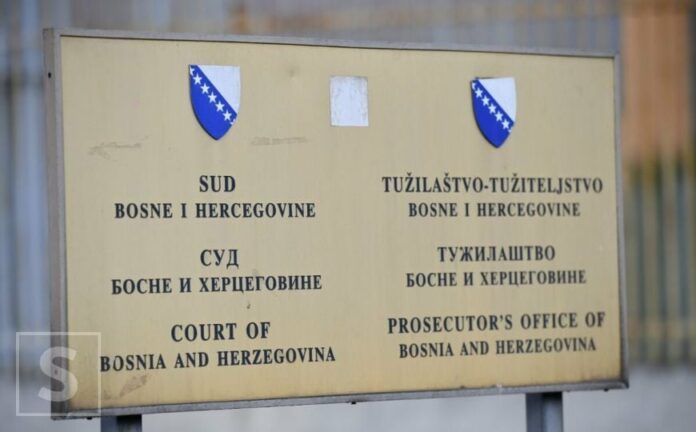 SUD
BOSNE I HERCEGOVINE
СУД
БОСНЕ И ХЕРЦЕГОВИНЕ
COURT OF
BOSNIA AND HERZEGOVINA
TUŽILAŠTVO-TUŽITELJSTVO
BOSNE I HERCEGOVINE
ТУЖИЛАШТВО
БОСНЕ И ХЕРЦЕГОВИНЕ
PROSECUTOR'S OFFICE OF
BOSNIA AND HERZEGOVINA
S